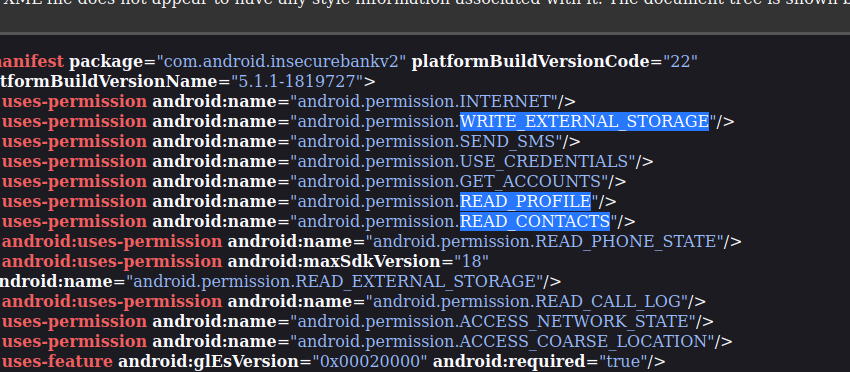 XML file does not appear to have any style information associated with it. The document tree is shown b
anifest package="com.android.insecurebankv2" platformBuildVersionCode="22"
tformBuildVersionName="5.1.1-1819727">
uses-permission android:name="android.permission.INTERNET"/>
uses-permission android:name="android.permission.WRITE_EXTERNAL_STORAGE"/>
uses-permission android:name="android.permission.SEND_SMS"/>
uses-permission android:name="android.permission.USE_CREDENTIALS"/>
uses-permission android:name="android.permission.GET_ACCOUNTS"/>
uses-permission android:name="android.permission.READ_PROFILE"/>
uses-permission android:name="android.permission.READ_CONTACTS"/>
android:uses-permission android:name="android.permission.READ_PHONE_STATE"/>
android:uses-permission android:maxSdkVersion="18"
ndroid:name="android.permission.READ_EXTERNAL_STORAGE"/>
android:uses-permission android:name="android.permission.READ_CALL_LOG"/>
uses-permission android:name="android.permission.ACCESS_NETWORK_STATE"/>
uses-permission android:name="android.permission.ACCESS_COARSE_LOCATION"/>
uses-feature android:glEsVersion="0x00020000" android:required="true"/>